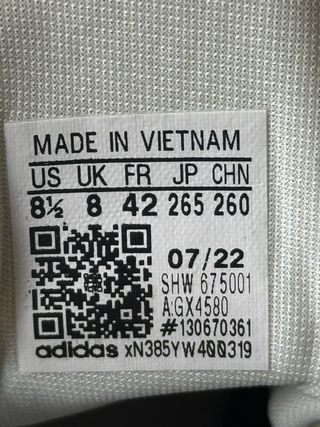 MADE IN VIETNAM
US UK FR JP CHN
8½ 8 42 265 260
07/22
SHW 675001
A:GX4580
#130670361
adidas xN385YW400319